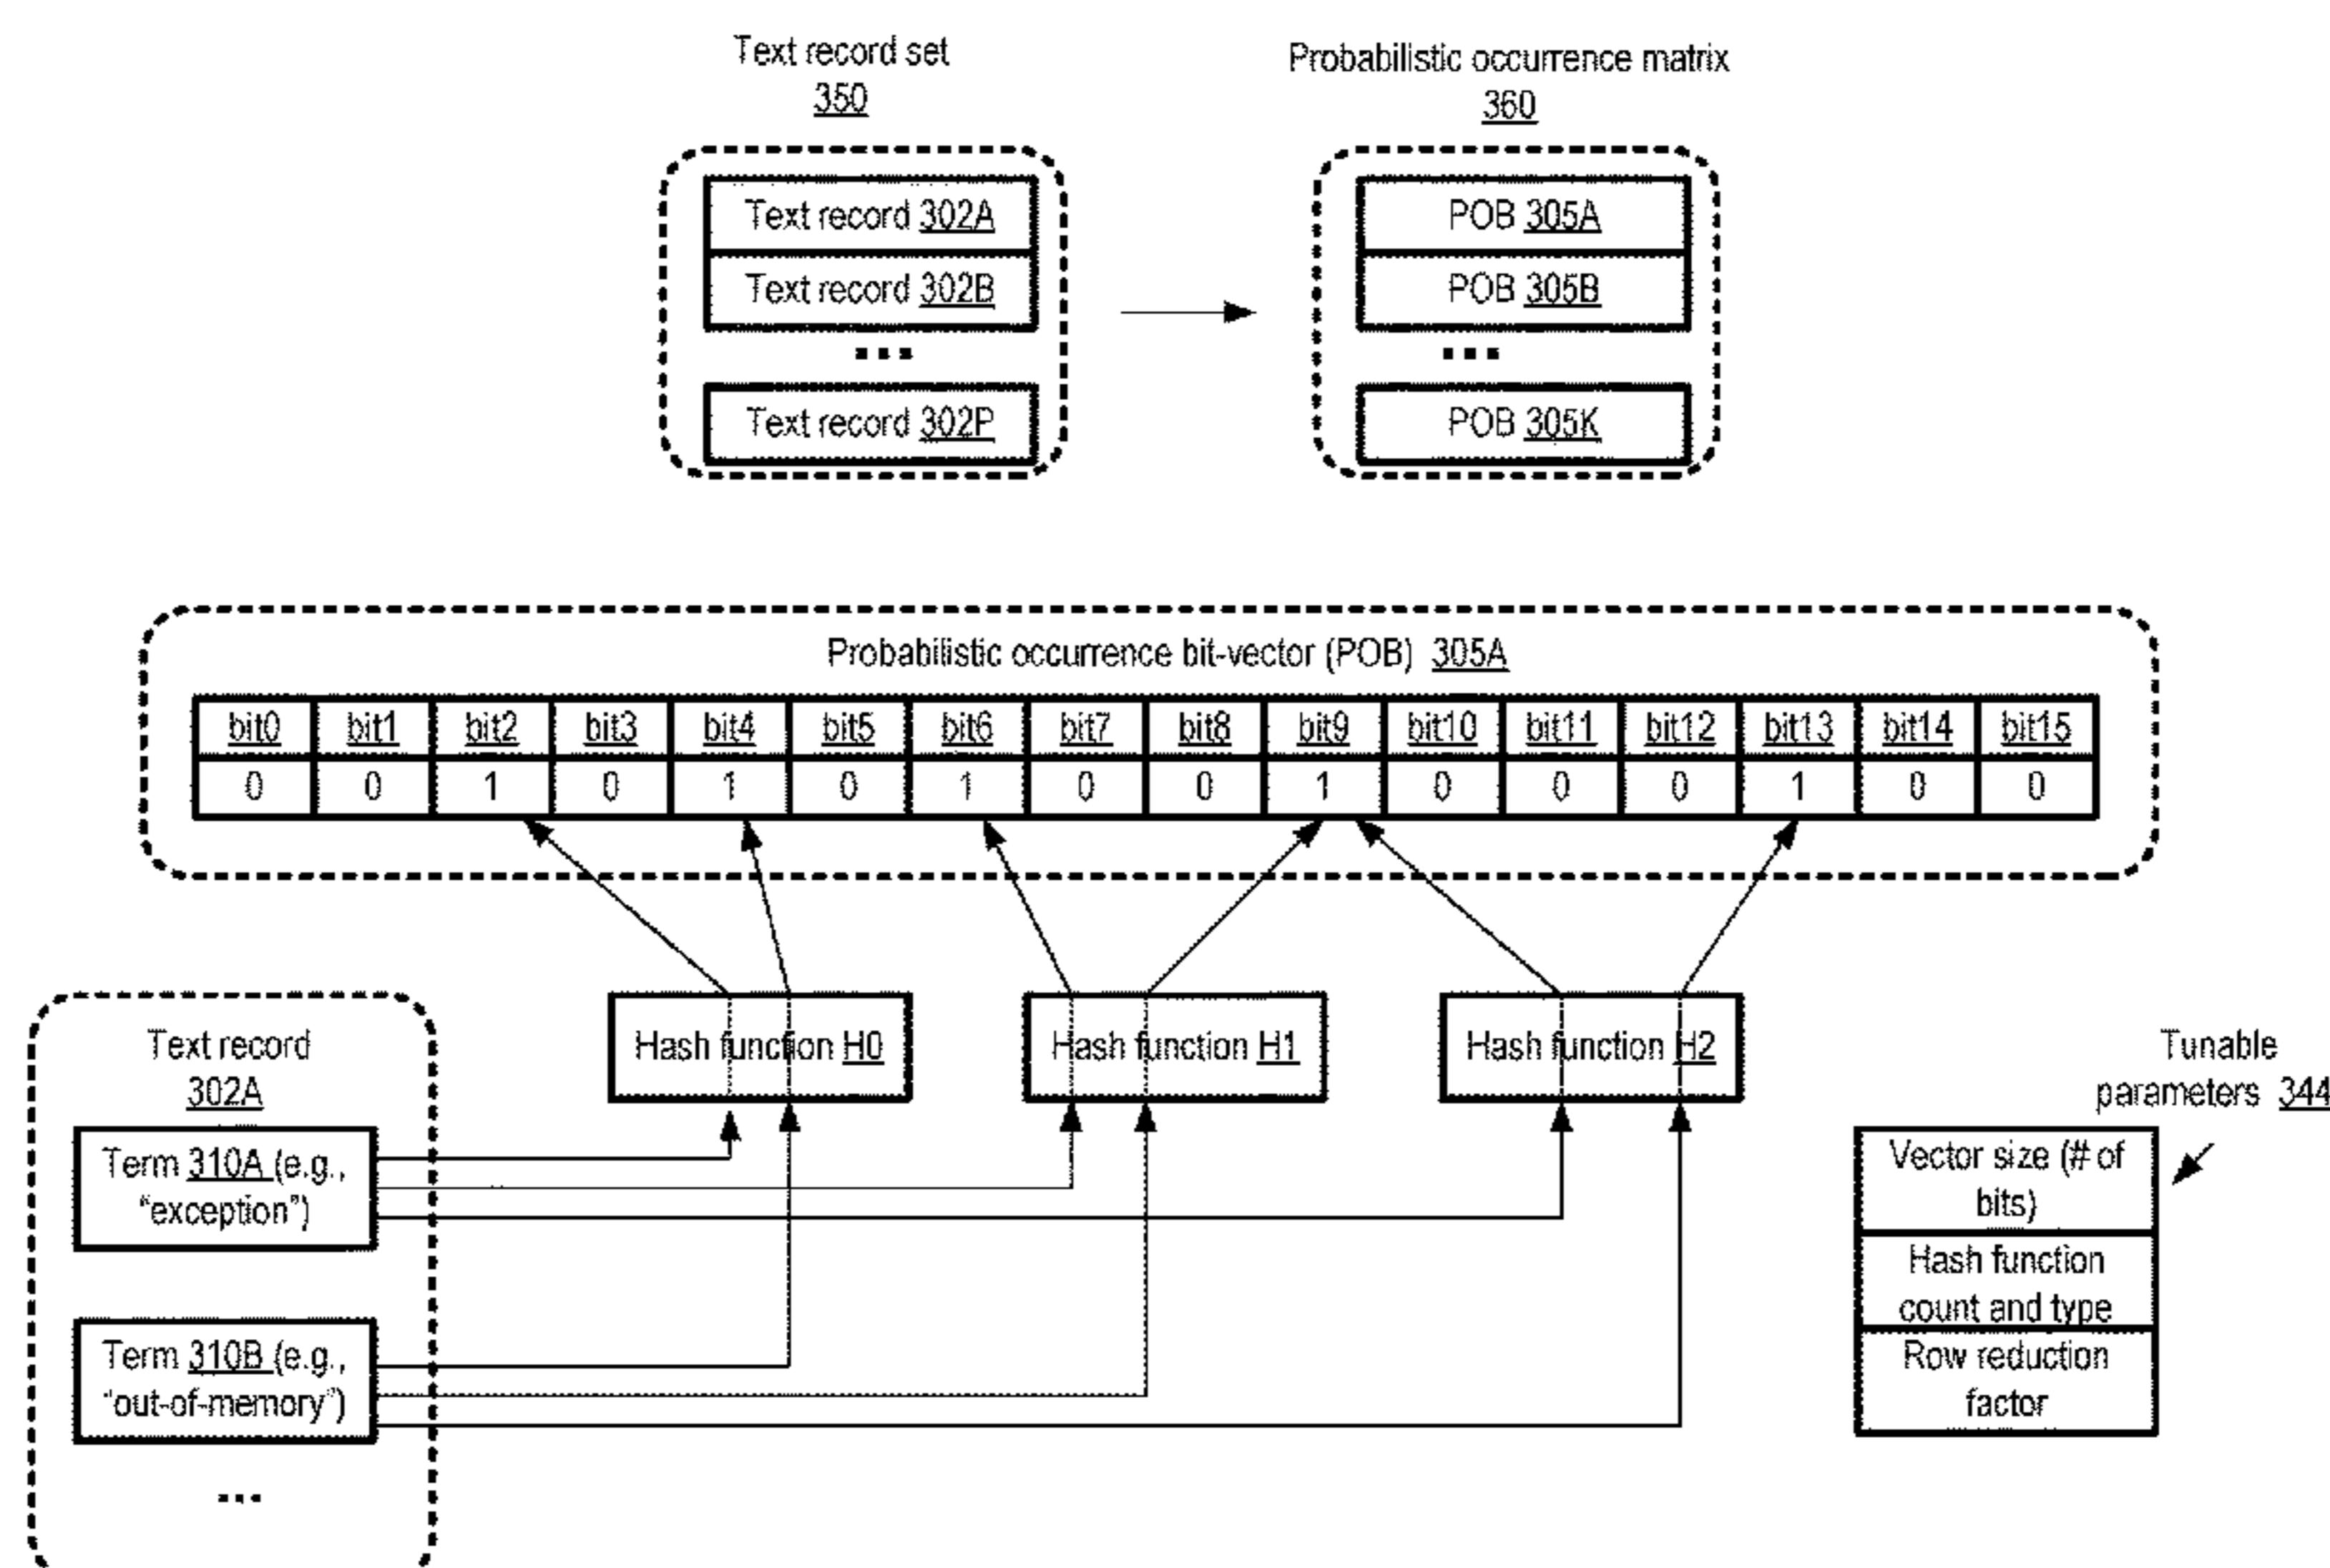 Text record set
350
Probabilistic occurrence matrix
360
Text record 302A
Text record 302B
...
Text record 302P
POB 305A
POB 305B
...
POB 305K
Probabilistic occurrence bit-vector (POB) 305A
bit0 bit1 bit2 bit3 bit4 bit5 bit6 bit7 bit8 bit9 bit10 bit11 bit12 bit13 bit14 bit15
0 0 1 0 1 0 1 0 0 1 0 0 0 1 0 0
Hash function H0
Hash function H1
Hash function H2
Text record
302A
Term 310A (e.g.,
“exception”)
Term 310B (e.g.,
“out-of-memory”)
...
Tunable
parameters 344
Vector size (# of
bits)
Hash function
count and type
Row reduction
factor